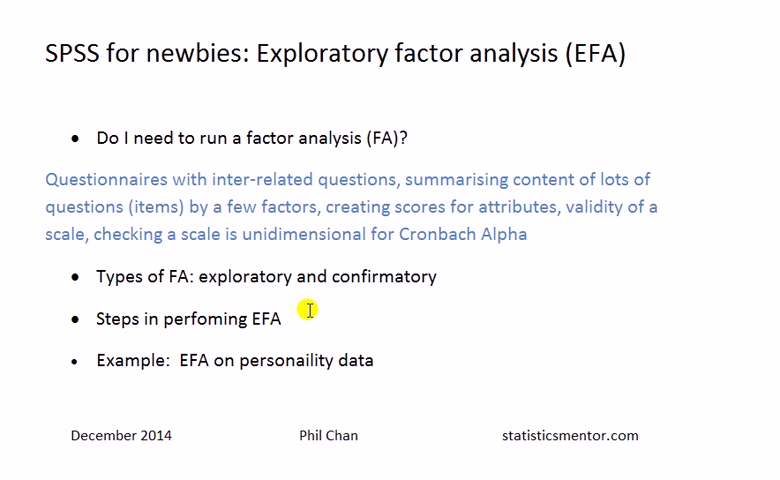 SPSS for newbies: Exploratory factor analysis (EFA)
• Do I need to run a factor analysis (FA)?
Questionnaires with inter-related questions, summarising content of lots of
questions (items) by a few factors, creating scores for attributes, validity of a
scale, checking a scale is unidimensional for Cronbach Alpha
• Types of FA: exploratory and confirmatory
• Steps in perfoming EFA
• Example:  EFA on personaility data
December 2014 Phil Chan statisticsmentor.com